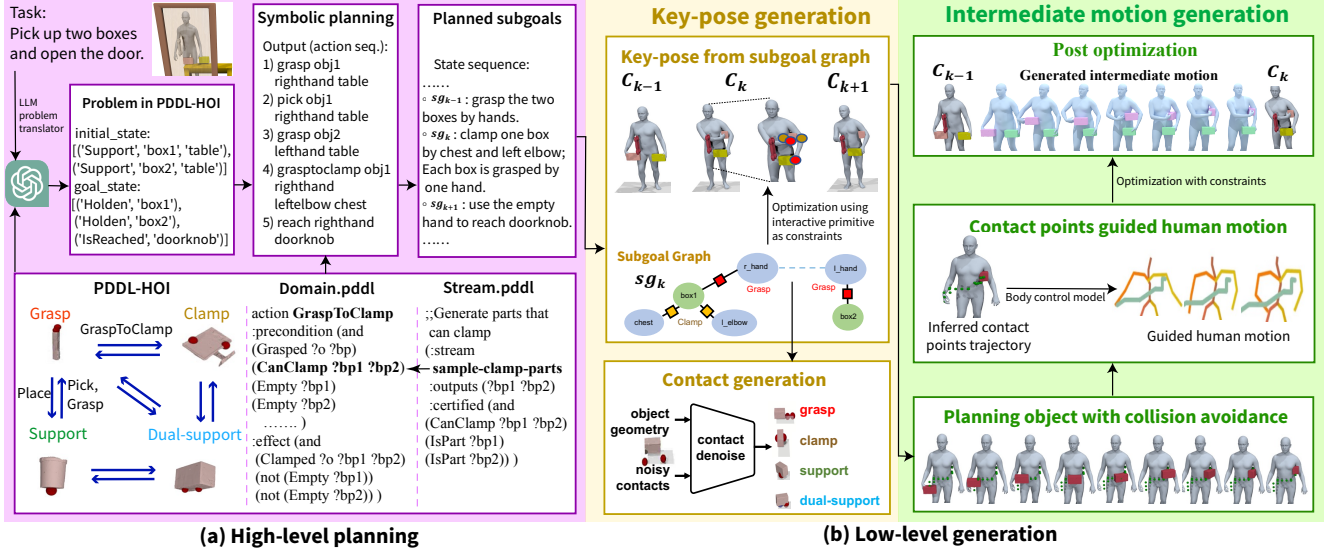 Task:
Pick up two boxes
and open the door.
LLM
problem
translator
Problem in PDDL-HOI
initial_state:
[('Support', 'box1', 'table'),
('Support', 'box2', 'table')]
goal_state:
[('Holden', 'box1'),
('Holden', 'box2'),
('IsReached', 'doorknob')]
Symbolic planning
Output (action seq.):
1) grasp obj1
righthand table
2) pick obj1
righthand table
3) grasp obj2
lefthand table
4) grasptoclamp obj1
righthand
leftelbow chest
5) reach righthand
doorknob
Planned subgoals
State sequence:
......
◦ sg_{k-1} : grasp the two
boxes by hands.
◦ sg_k : clamp one box
by chest and left elbow;
Each box is grasped by
one hand.
◦ sg_{k+1} : use the empty
hand to reach doorknob.
......
PDDL-HOI
Grasp
GraspToClamp
Clamp
Place
Pick,
Grasp
Support
Dual-support
Domain.pddl
action GraspToClamp
:precondition (and
(Grasped ?o ?bp)
(CanClamp ?bp1 ?bp2)
(Empty ?bp1)
(Empty ?bp2)
....... )
:effect (and
(Clamped ?o ?bp1 ?bp2)
(not (Empty ?bp1))
(not (Empty ?bp2)) )
Stream.pddl
;;Generate parts that
can clamp
(:stream
sample-clamp-parts
:outputs (?bp1 ?bp2)
:certified (and
(CanClamp ?bp1 ?bp2)
(IsPart ?bp1)
(IsPart ?bp2)) )
(a) High-level planning
Key-pose generation
Key-pose from subgoal graph
C_{k-1}
C_k
C_{k+1}
Optimization using
interactive primitive
as constraints
Subgoal Graph
sg_k
r_hand
l_hand
Grasp
Grasp
box1
Clamp
chest
l_elbow
box2
Contact generation
object
geometry
noisy
contacts
contact
denoise
grasp
clamp
support
dual-support
Intermediate motion generation
Post optimization
C_{k-1}
Generated intermediate motion
C_k
Optimization with constraints
Contact points guided human motion
Body control model
Inferred contact
points trajectory
Guided human motion
Planning object with collision avoidance
(b) Low-level generation